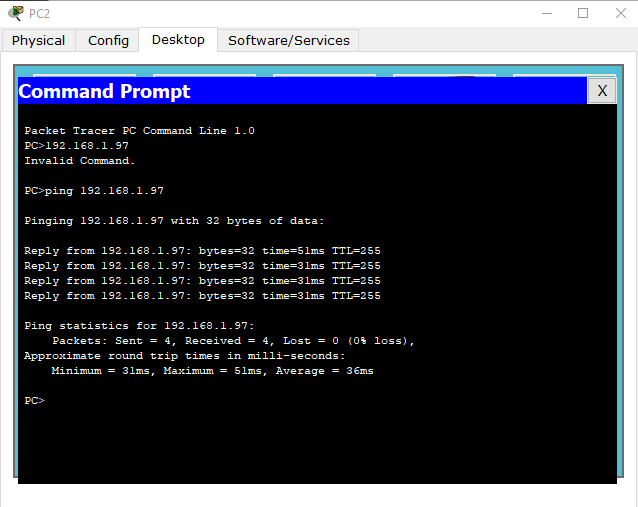 PC2
Physical Config Desktop Software/Services
Command Prompt X
Packet Tracer PC Command Line 1.0
PC>192.168.1.97
Invalid Command.
PC>ping 192.168.1.97
Pinging 192.168.1.97 with 32 bytes of data:
Reply from 192.168.1.97: bytes=32 time=51ms TTL=255
Reply from 192.168.1.97: bytes=32 time=31ms TTL=255
Reply from 192.168.1.97: bytes=32 time=31ms TTL=255
Reply from 192.168.1.97: bytes=32 time=31ms TTL=255
Ping statistics for 192.168.1.97:
Packets: Sent = 4, Received = 4, Lost = 0 (0% loss),
Approximate round trip times in milli-seconds:
Minimum = 31ms, Maximum = 51ms, Average = 36ms
PC>